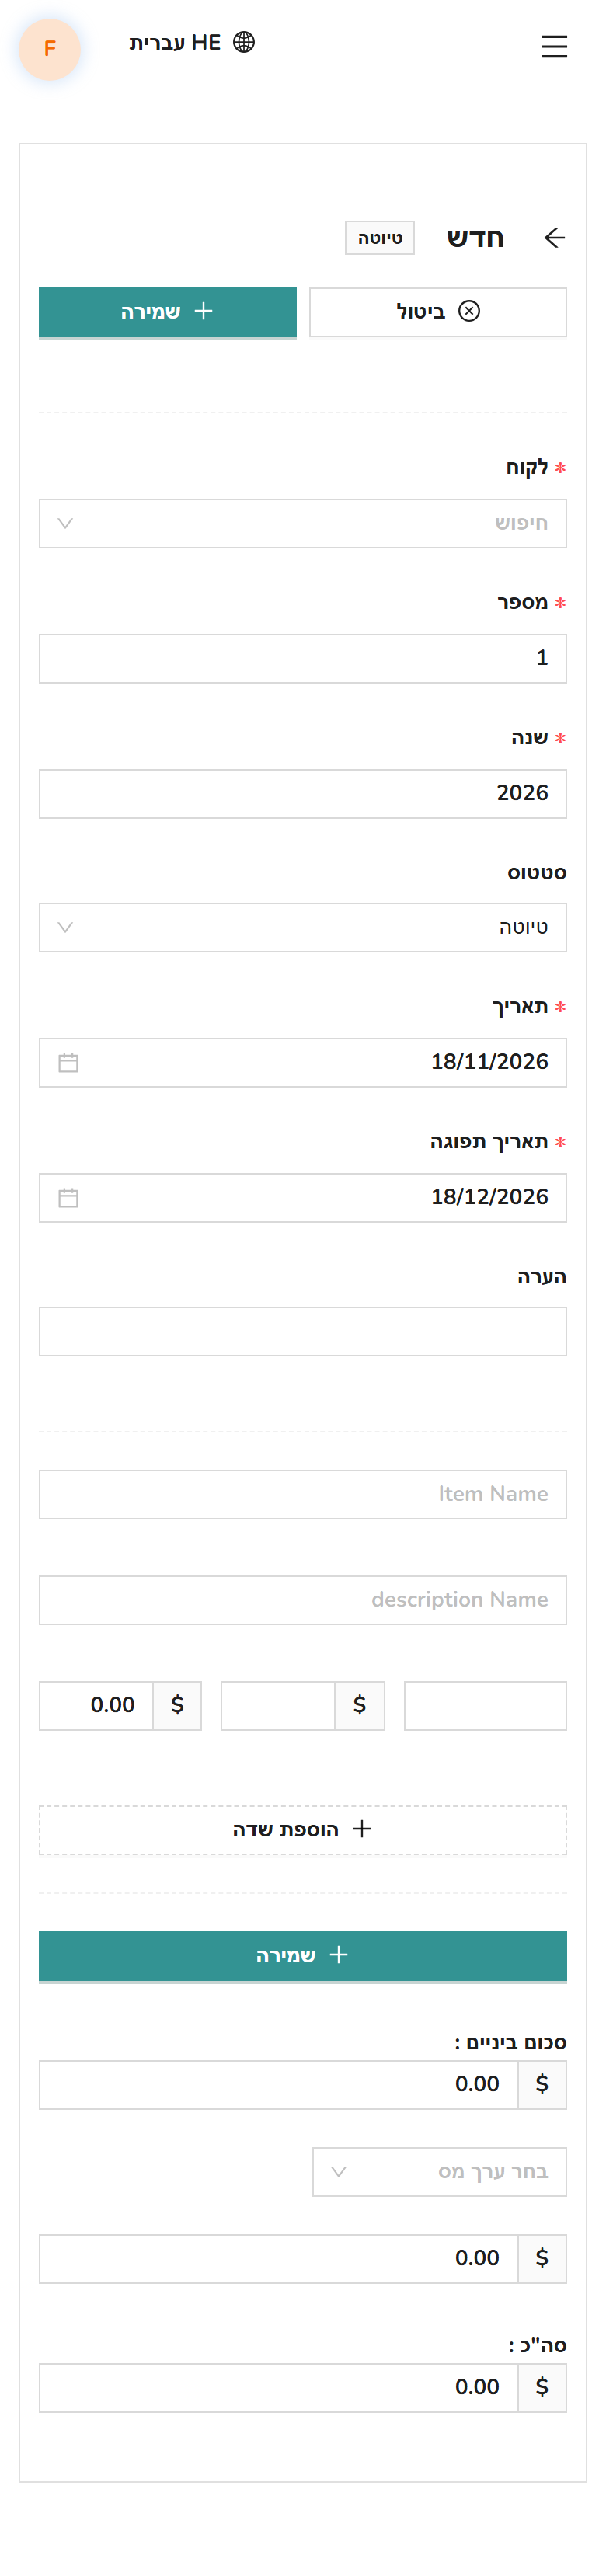 עברית HE
F
חדש
טיוטה
ביטול
שמירה
* לקוח
חיפוש
* מספר
1
* שנה
2026
סטטוס
טיוטה
* תאריך
18/11/2026
* תאריך תפוגה
18/12/2026
הערה
Item Name
description Name
$
$ 0.00
הוספת שדה
שמירה
סכום ביניים :
$ 0.00
בחר ערך מס
$ 0.00
סה"כ :
$ 0.00